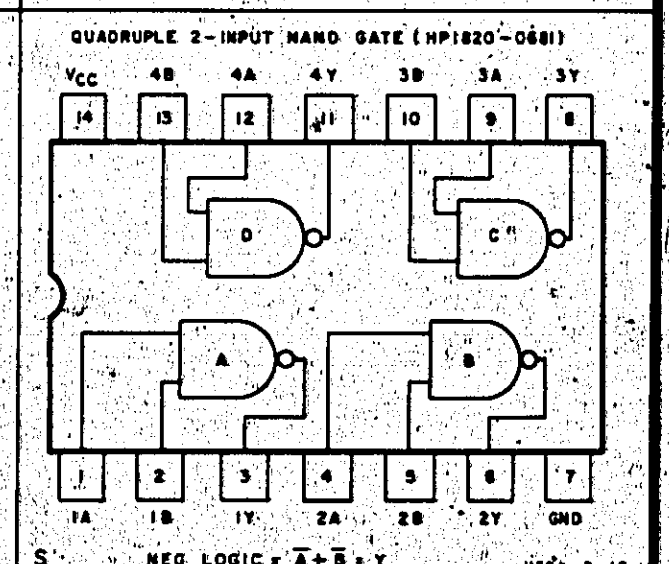 QUADRUPLE 2-INPUT NAND GATE (HP1820-0681)
VCC 4B 4A 4Y 3B 3A 3Y
14 13 12 11 10 9 8
D C
A B
1 2 3 4 5 6 7
1A 1B 1Y 2A 2B 2Y GND
S NEG. LOGIC = A̅ + B̅ = Y